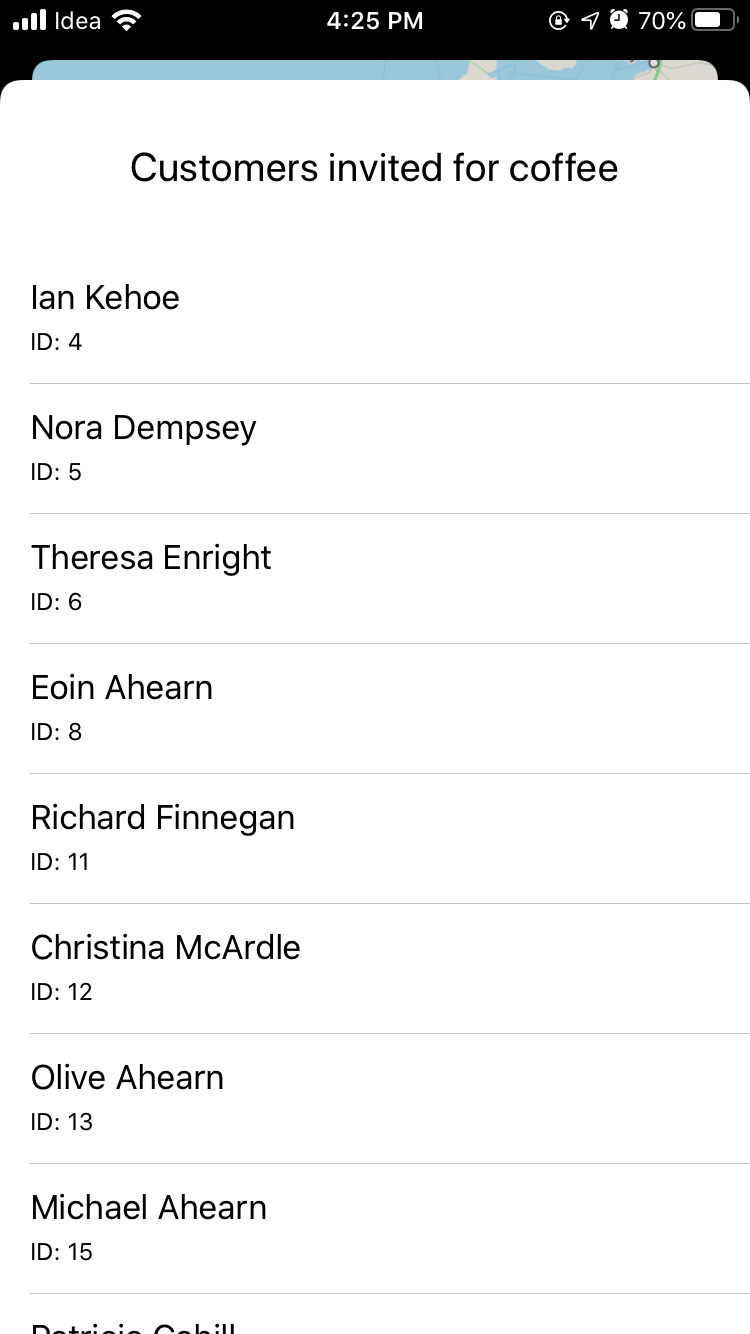 Idea 4:25 PM 70%
Customers invited for coffee
Ian Kehoe
ID: 4
Nora Dempsey
ID: 5
Theresa Enright
ID: 6
Eoin Ahearn
ID: 8
Richard Finnegan
ID: 11
Christina McArdle
ID: 12
Olive Ahearn
ID: 13
Michael Ahearn
ID: 15
Patricia Cahill